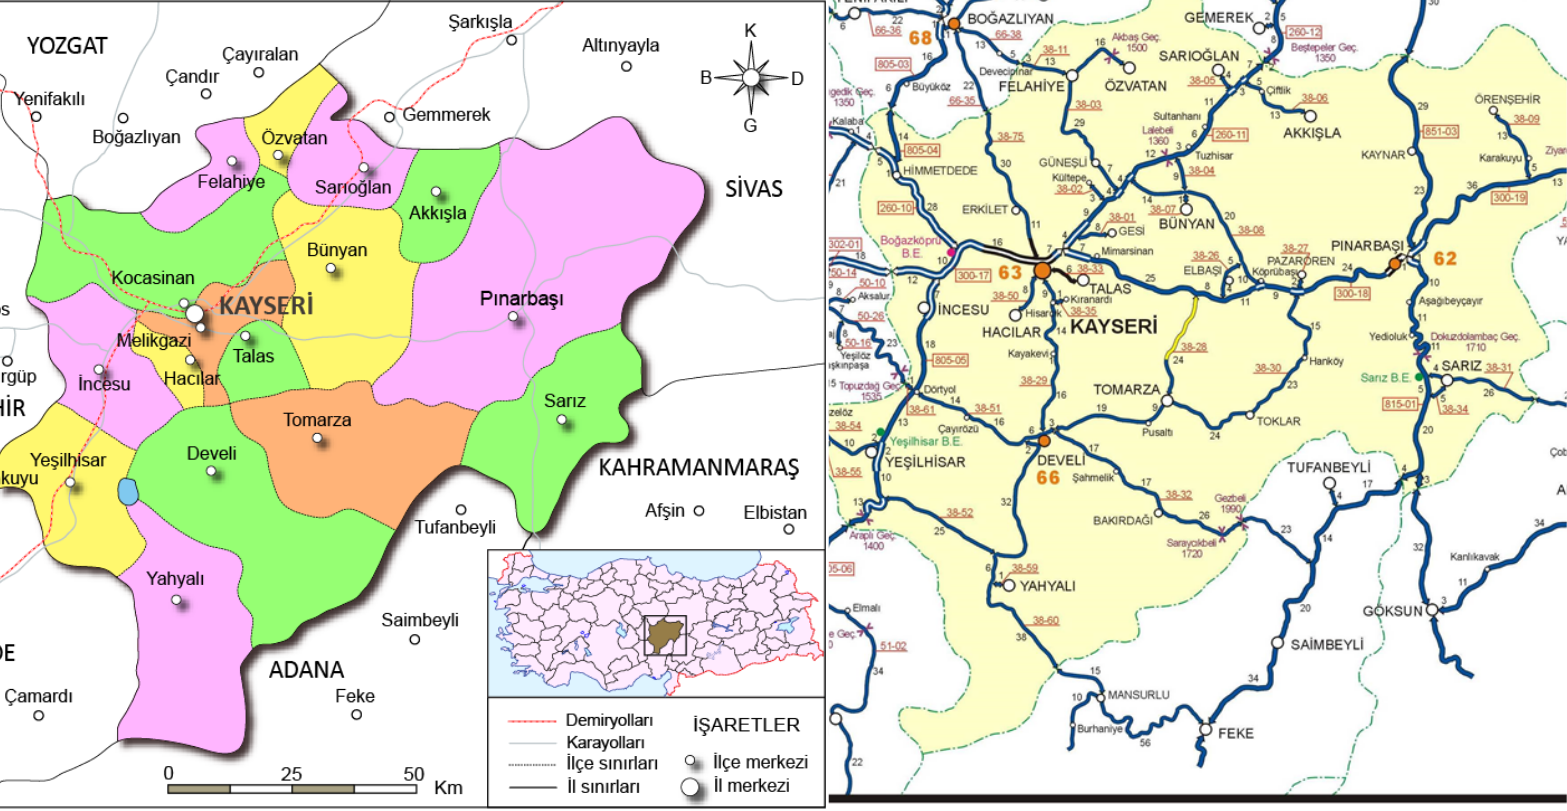 YOZGAT
Şarkışla
Altınyayla
Çayıralan
Çandır
Yenifakılı
Boğazlıyan
Gemmerek
K
B
D
G
Özvatan
Felahiye
Sarıoğlan
Akkışla
SİVAS
Bünyan
Kocasinan
KAYSERİ
Pınarbaşı
Melikgazi
Talas
Hacılar
İncesu
rgüp
HİR
Tomarza
Sarız
Develi
Yeşilhisar
kuyu
KAHRAMANMARAŞ
Afşin
Elbistan
Tufanbeyli
Yahyalı
Saimbeyli
ADANA
Çamardı
Feke
0 25 50 Km
Demiryolları
Karayolları
İlçe sınırları
İl sınırları
İŞARETLER
İlçe merkezi
İl merkezi
BOĞAZLIYAN
68
66-36
66-38
38-11
Akbaş Geç.
1500
GEMEREK
260-12
Beştepeler Geç.
1350
SARIOĞLAN
38-05
Çiftlik
38-06
AKKIŞLA
805-03
Büyüköz
Devecipınar
FELAHİYE
ÖZVATAN
66-35
38-03
38-75
Sultanhanı
260-11
Lalebeli
1360
Tuzhisar
38-04
Kalaba
805-04
HİMMETDEDE
GÜNEŞLİ
Kültepe
38-02
38-07
BÜNYAN
260-10
ERKİLET
38-01
GESİ
Mimarsinan
38-08
Boğazköprü
B.E.
302-01
300-17
63
38-33
TALAS
38-26
ELBAŞI
38-27
PAZARÖREN
Köprübaşı
PINARBAŞI
62
300-18
851-03
KAYNAR
ÖRENŞEHİR
38-09
Karakuyu
300-19
50-10
Aksalur
50-26
50-16
Yeşilöz
İNCESU
38-50
Hisarcık
HACILAR
Kıranardı
38-35
KAYSERİ
Kayakevi
38-29
38-28
38-30
Hanköy
TOMARZA
TOKLAR
Pusaltı
Aşağıbeyçayır
Yedioluk
Dokuzdolambaç Geç.
1710
Sarız B.E.
SARIZ
38-31
38-34
815-01
805-05
Topuzdağ Geç.
1535
Dörtyol
38-61
38-51
Çayırözü
38-54
Yeşilhisar B.E.
YEŞİLHİSAR
38-55
DEVELİ
66
Şahmelik
38-32
BAKIRDAĞI
Gezbeli
1990
Saraycıkbeli
1720
TUFANBEYLİ
Araplı Geç.
1400
38-52
38-59
YAHYALI
38-60
Elmalı
51-02
MANSURLU
Burhaniye
FEKE
SAİMBEYLİ
GÖKSUN
Kanlıkavak